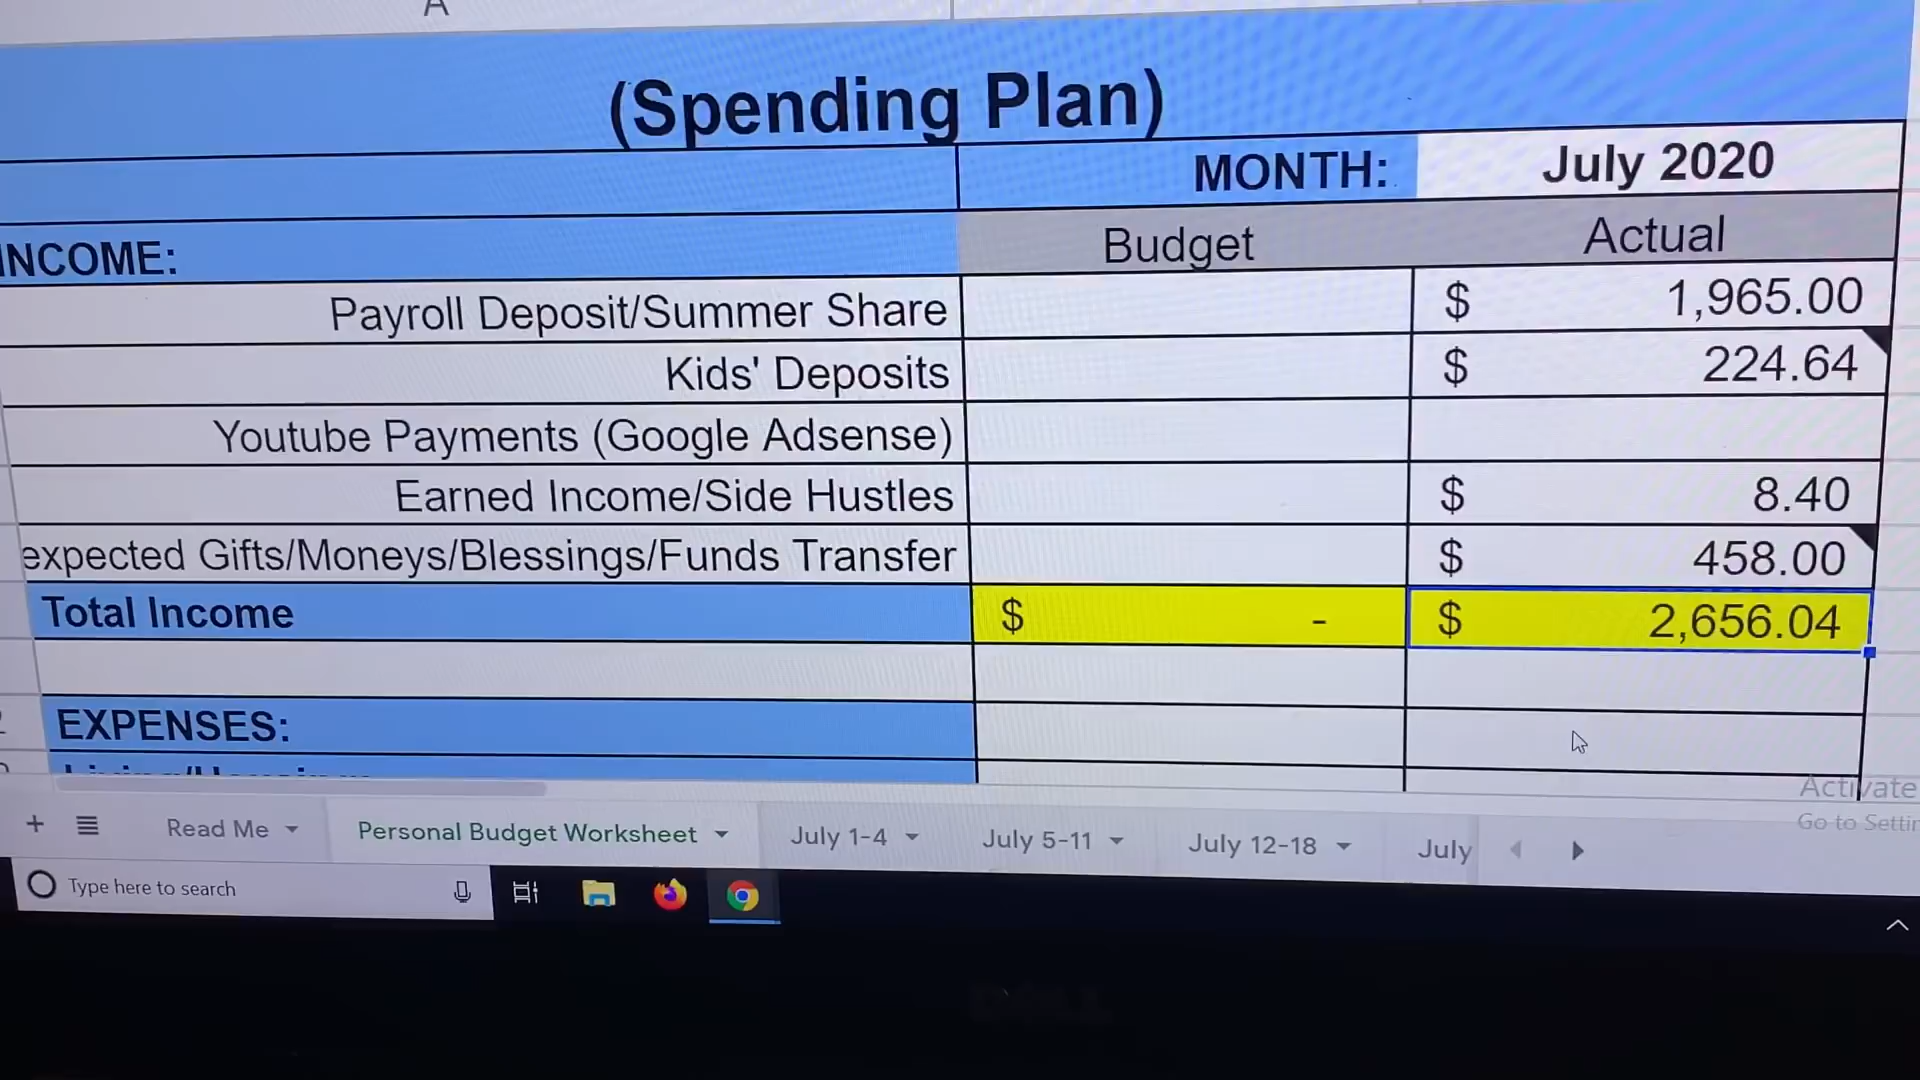 A
(Spending Plan)
MONTH: July 2020
INCOME: Budget Actual
Payroll Deposit/Summer Share $ 1,965.00
Kids' Deposits $ 224.64
Youtube Payments (Google Adsense)
Earned Income/Side Hustles $ 8.40
expected Gifts/Moneys/Blessings/Funds Transfer $ 458.00
Total Income $ - $ 2,656.04
EXPENSES:
Activate
Go to Settin
+ Read Me Personal Budget Worksheet July 1-4 July 5-11 July 12-18 July
Type here to search